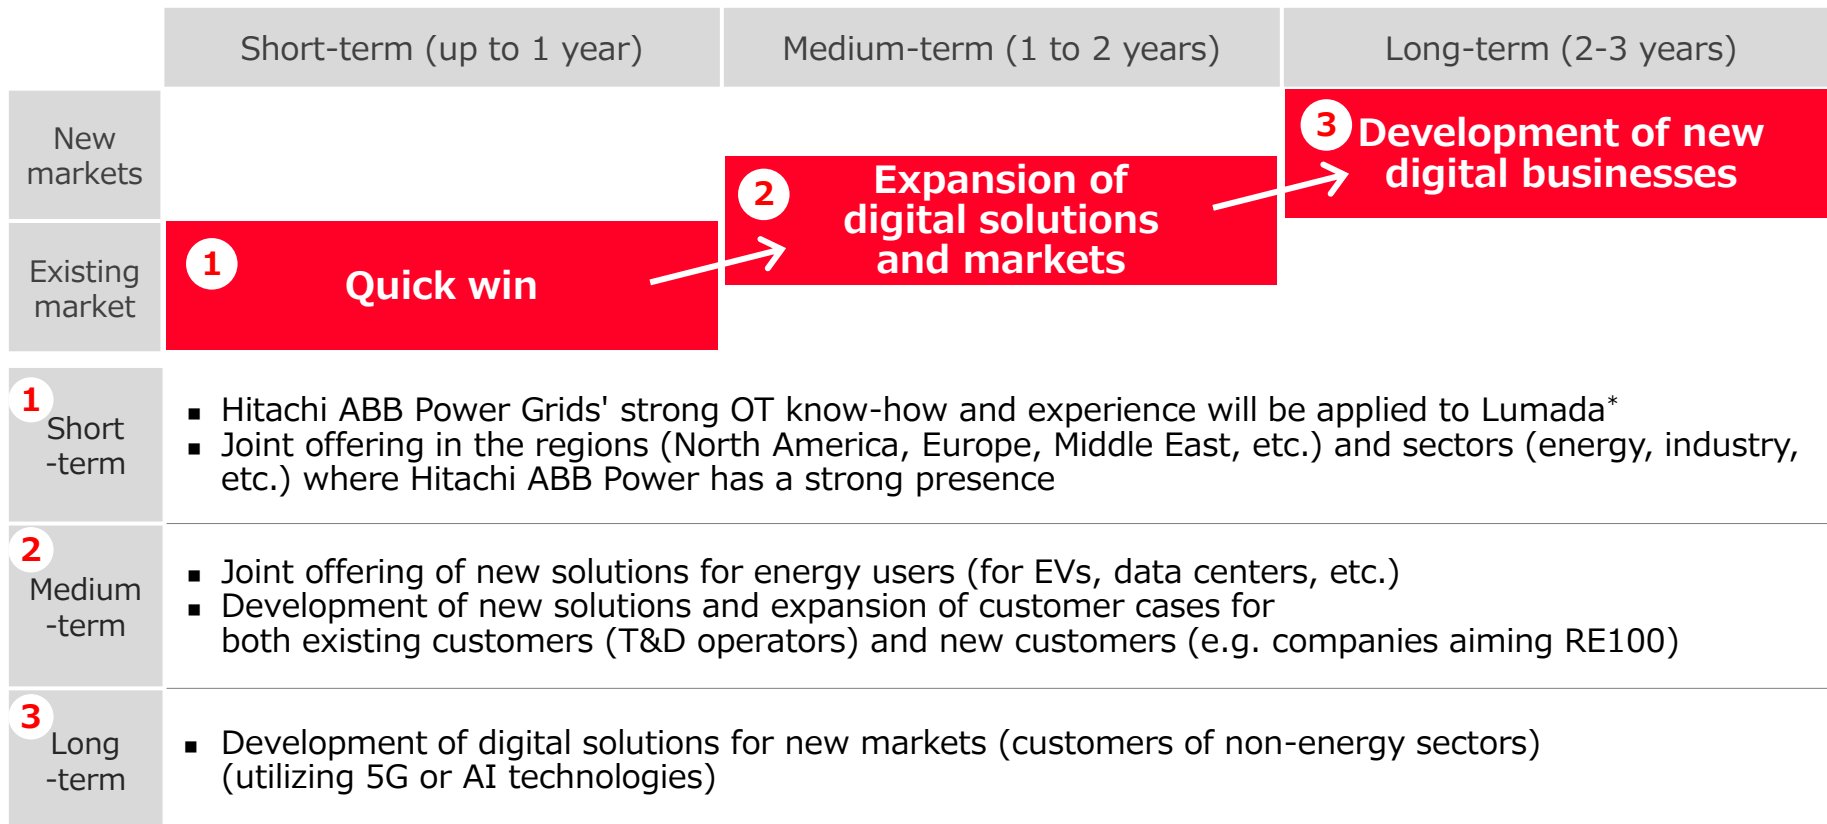 Short-term (up to 1 year)
Medium-term (1 to 2 years)
Long-term (2-3 years)
New
markets
3
Development of new
digital businesses
2
Expansion of
digital solutions
and markets
Existing
market
1
Quick win
1
Short
-term
▪ Hitachi ABB Power Grids' strong OT know-how and experience will be applied to Lumada*
▪ Joint offering in the regions (North America, Europe, Middle East, etc.) and sectors (energy, industry,
etc.) where Hitachi ABB Power has a strong presence
2
Medium
-term
▪ Joint offering of new solutions for energy users (for EVs, data centers, etc.)
▪ Development of new solutions and expansion of customer cases for
both existing customers (T&D operators) and new customers (e.g. companies aiming RE100)
3
Long
-term
▪ Development of digital solutions for new markets (customers of non-energy sectors)
(utilizing 5G or AI technologies)